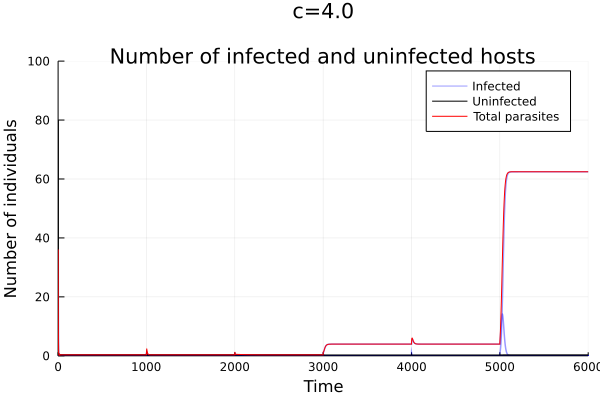 c=4.0
Number of infected and uninfected hosts
Number of individuals
100
80
60
40
20
0
Infected
Uninfected
Total parasites
0 1000 2000 3000 4000 5000 6000
Time